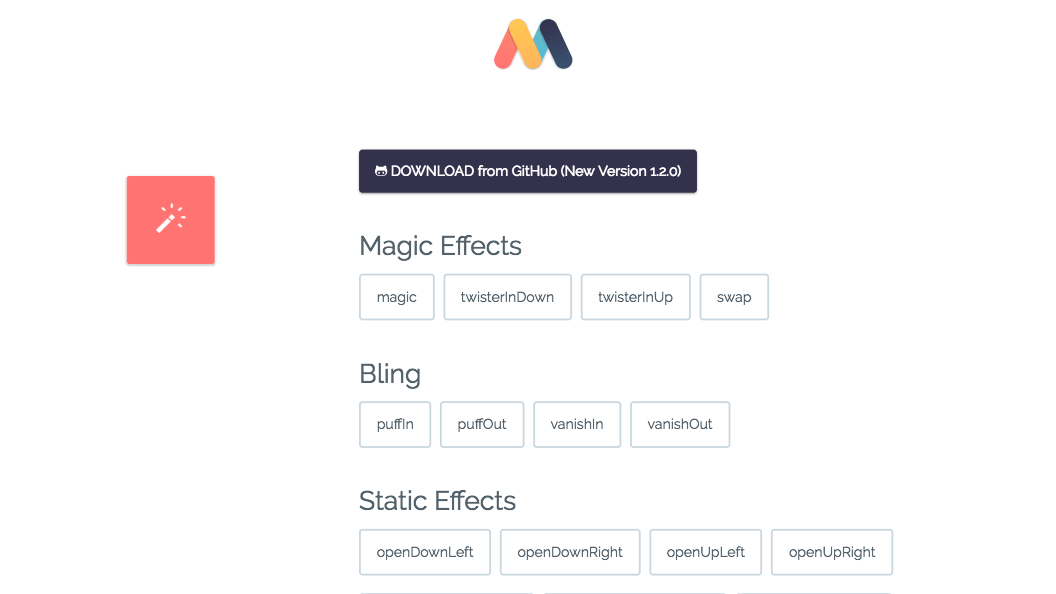 DOWNLOAD from GitHub (New Version 1.2.0)
Magic Effects
magic twisterInDown twisterInUp swap
Bling
puffIn puffOut vanishIn vanishOut
Static Effects
openDownLeft openDownRight openUpLeft openUpRight